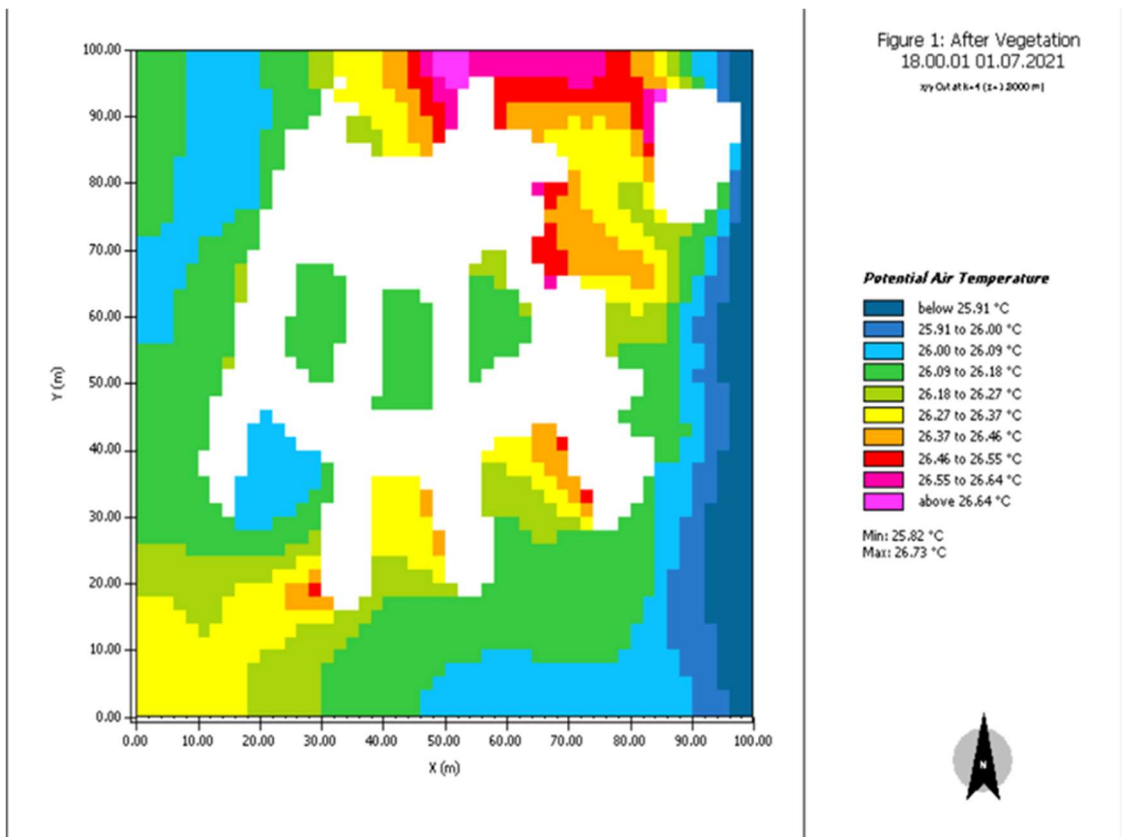 Figure 1: After Vegetation
18.00.01 01.07.2021
x/y Cut at k=4 (z=1.8000 m)
100.00
90.00
80.00
70.00
60.00
50.00
40.00
30.00
20.00
10.00
0.00
Y (m)
0.00 10.00 20.00 30.00 40.00 50.00 60.00 70.00 80.00 90.00 100.00
X (m)
Potential Air Temperature
below 25.91 °C
25.91 to 26.00 °C
26.00 to 26.09 °C
26.09 to 26.18 °C
26.18 to 26.27 °C
26.27 to 26.37 °C
26.37 to 26.46 °C
26.46 to 26.55 °C
26.55 to 26.64 °C
above 26.64 °C
Min: 25.82 °C
Max: 26.73 °C
N